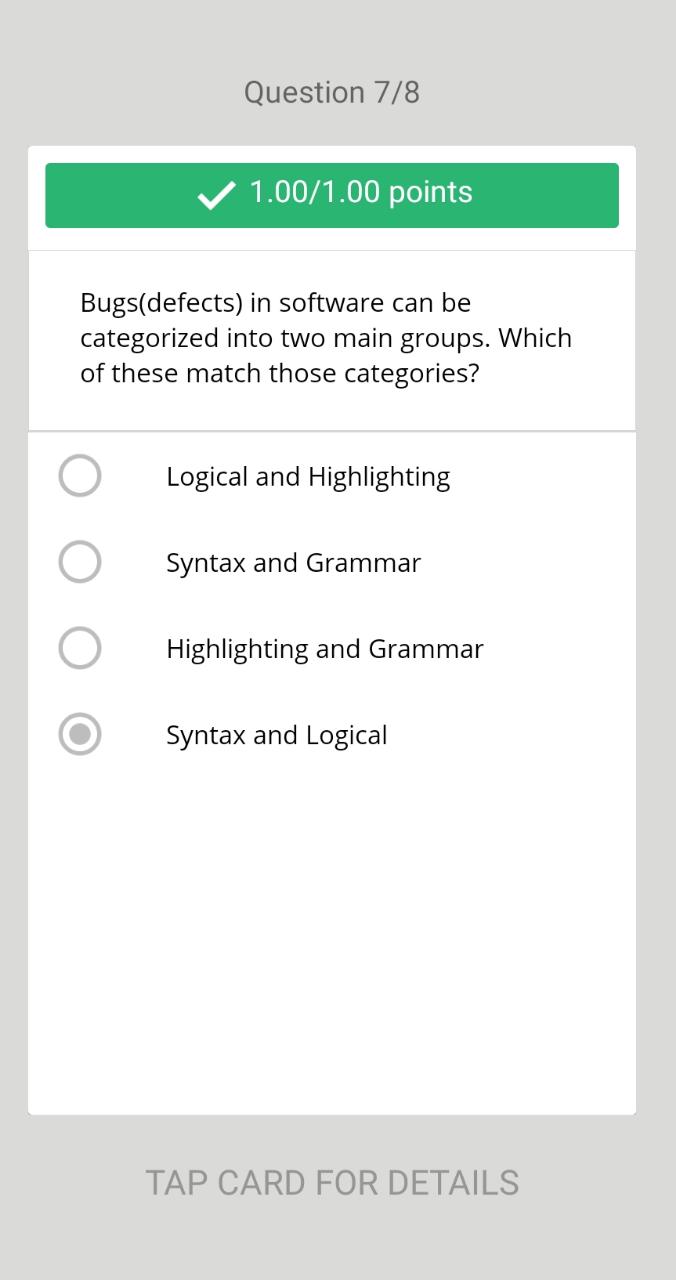 Question 7/8
1.00/1.00 points
Bugs(defects) in software can be
categorized into two main groups. Which
of these match those categories?
Logical and Highlighting
Syntax and Grammar
Highlighting and Grammar
Syntax and Logical
TAP CARD FOR DETAILS